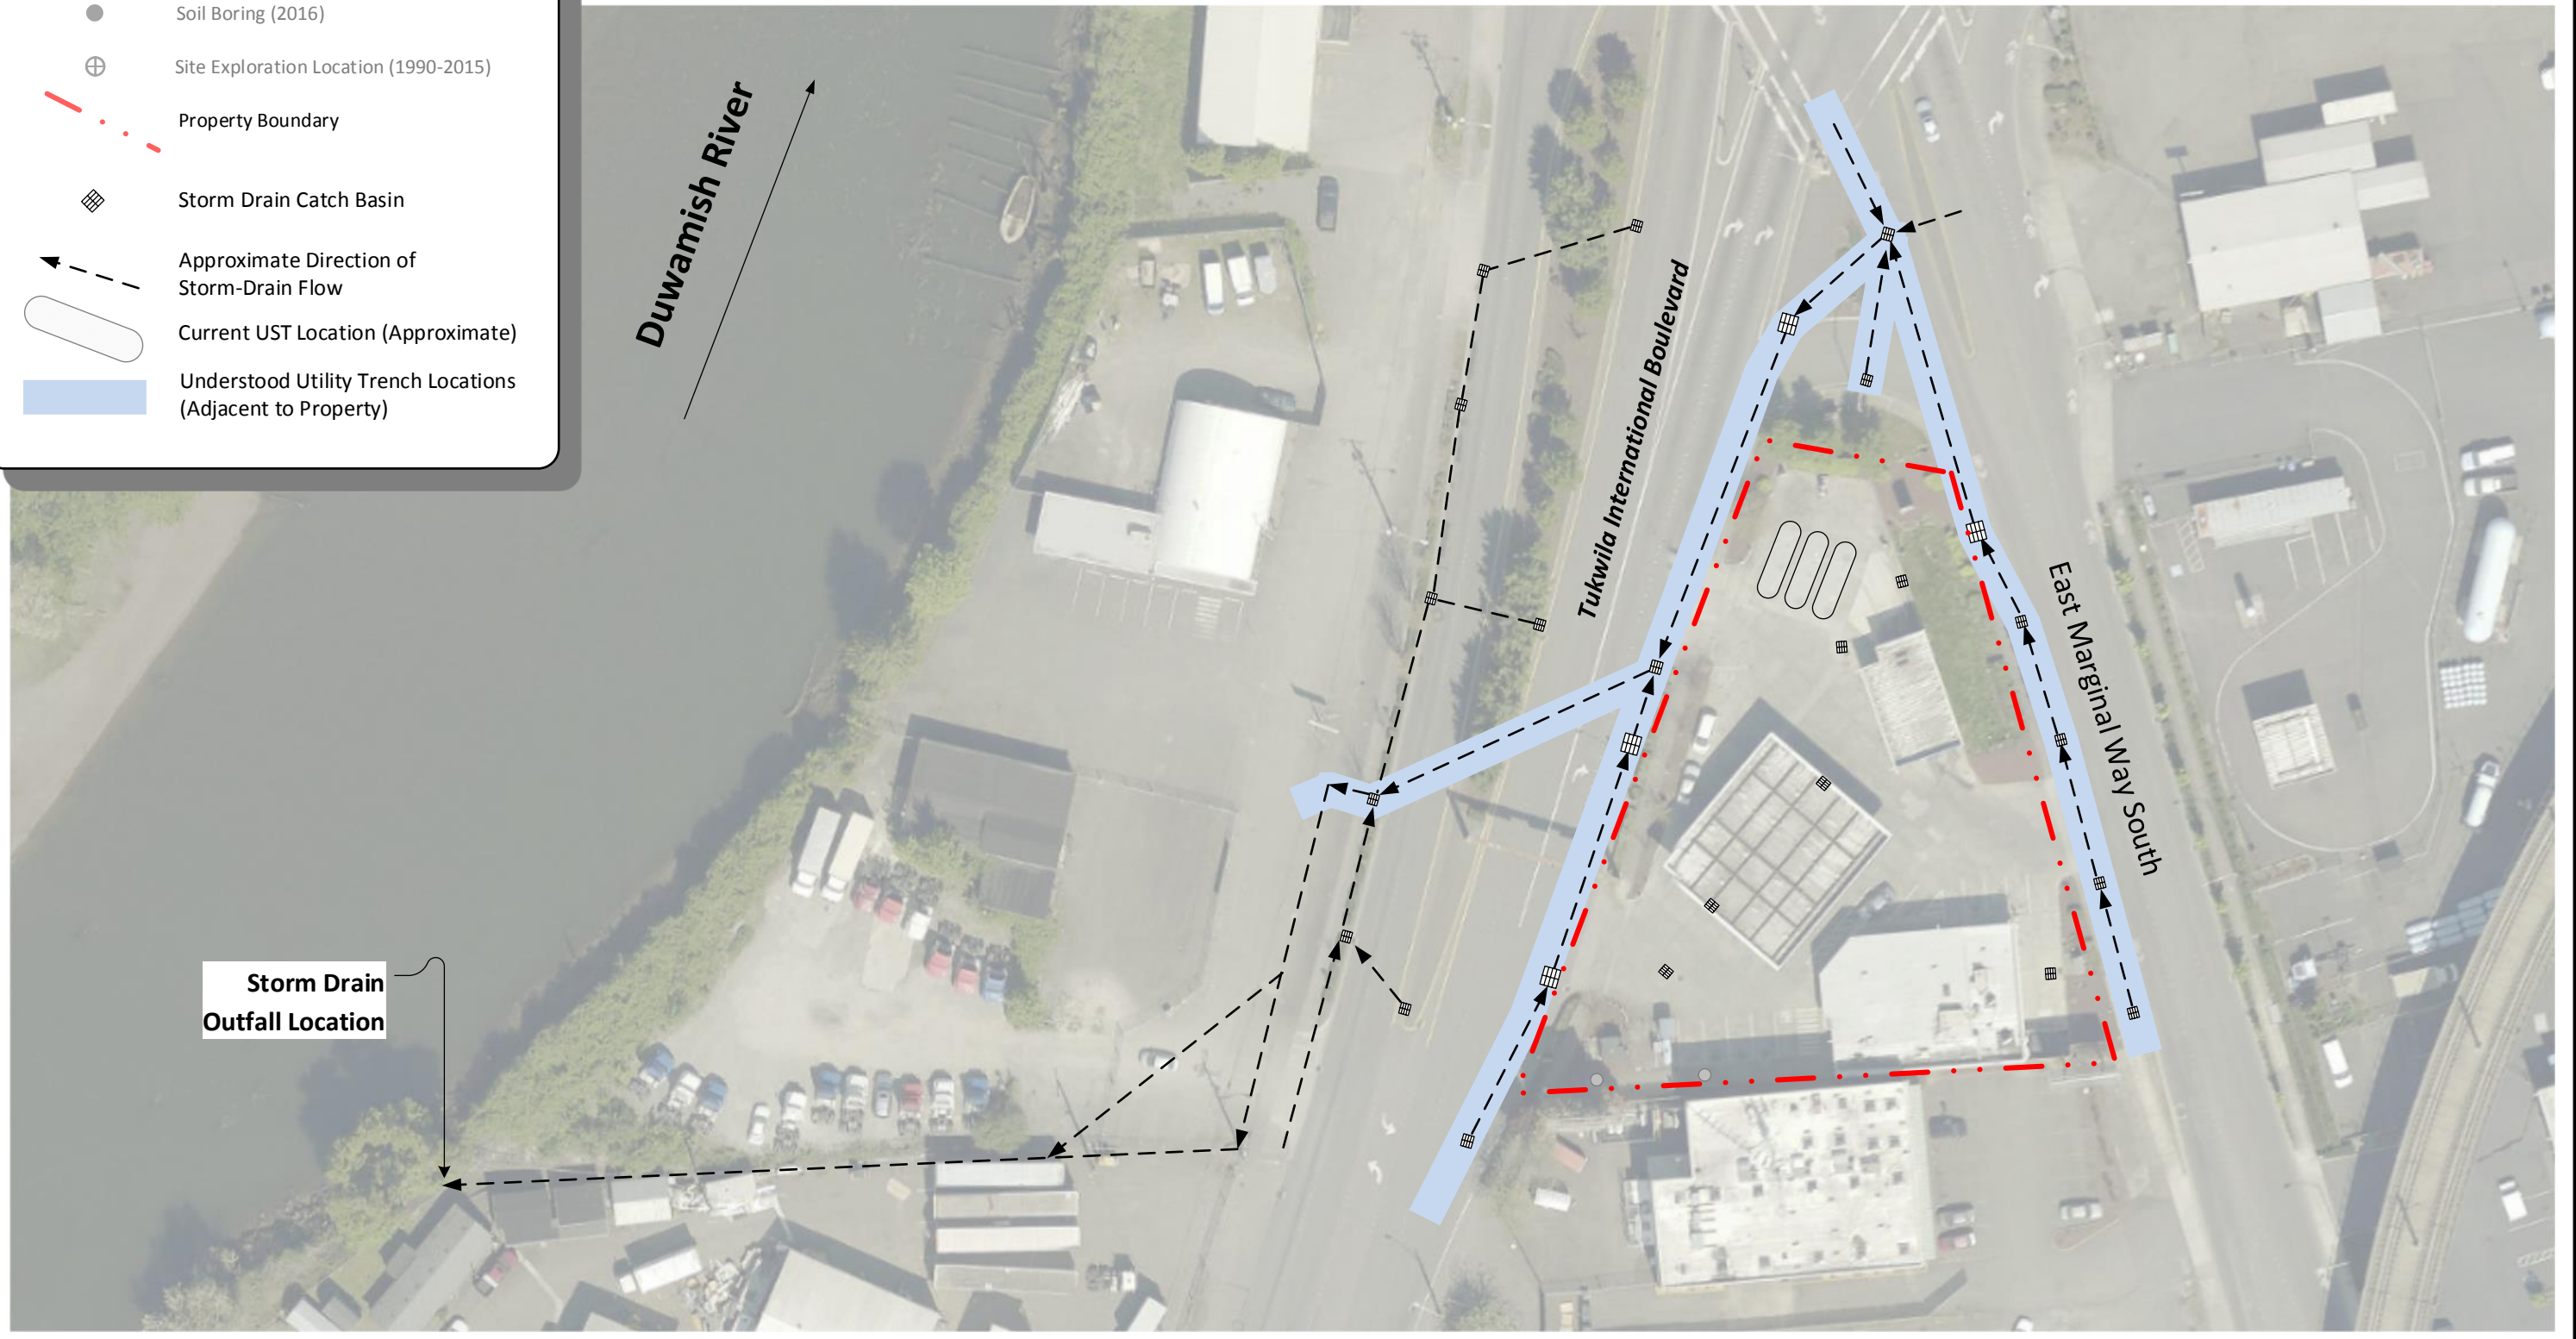 Soil Boring (2016)
Site Exploration Location (1990-2015)
Property Boundary
Storm Drain Catch Basin
Approximate Direction of
Storm-Drain Flow
Current UST Location (Approximate)
Understood Utility Trench Locations
(Adjacent to Property)
Duwamish River
Tukwila International Boulevard
East Marginal Way South
Storm Drain
Outfall Location